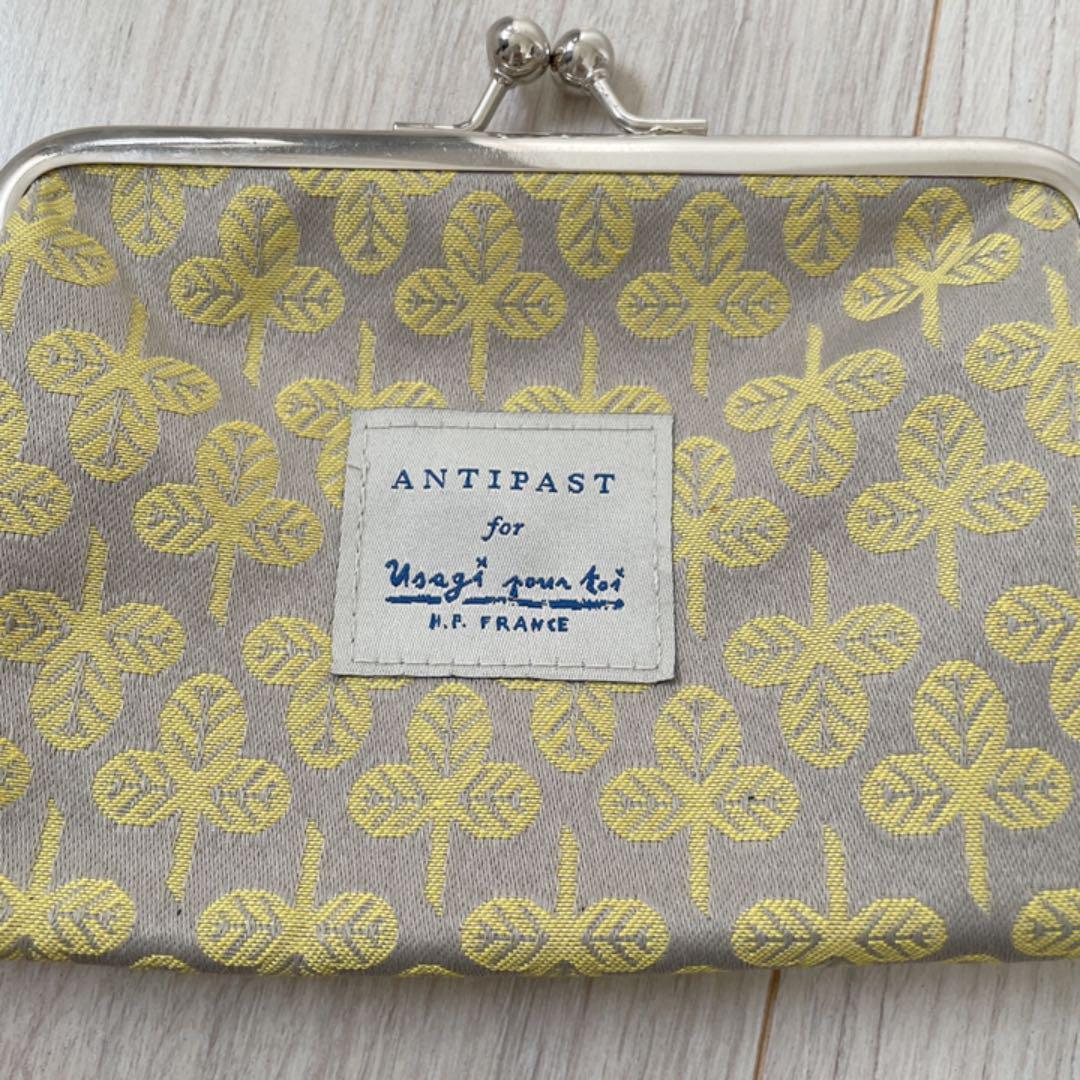 ANTIPAST
for
Usagi pour toi
H.P. FRANCE